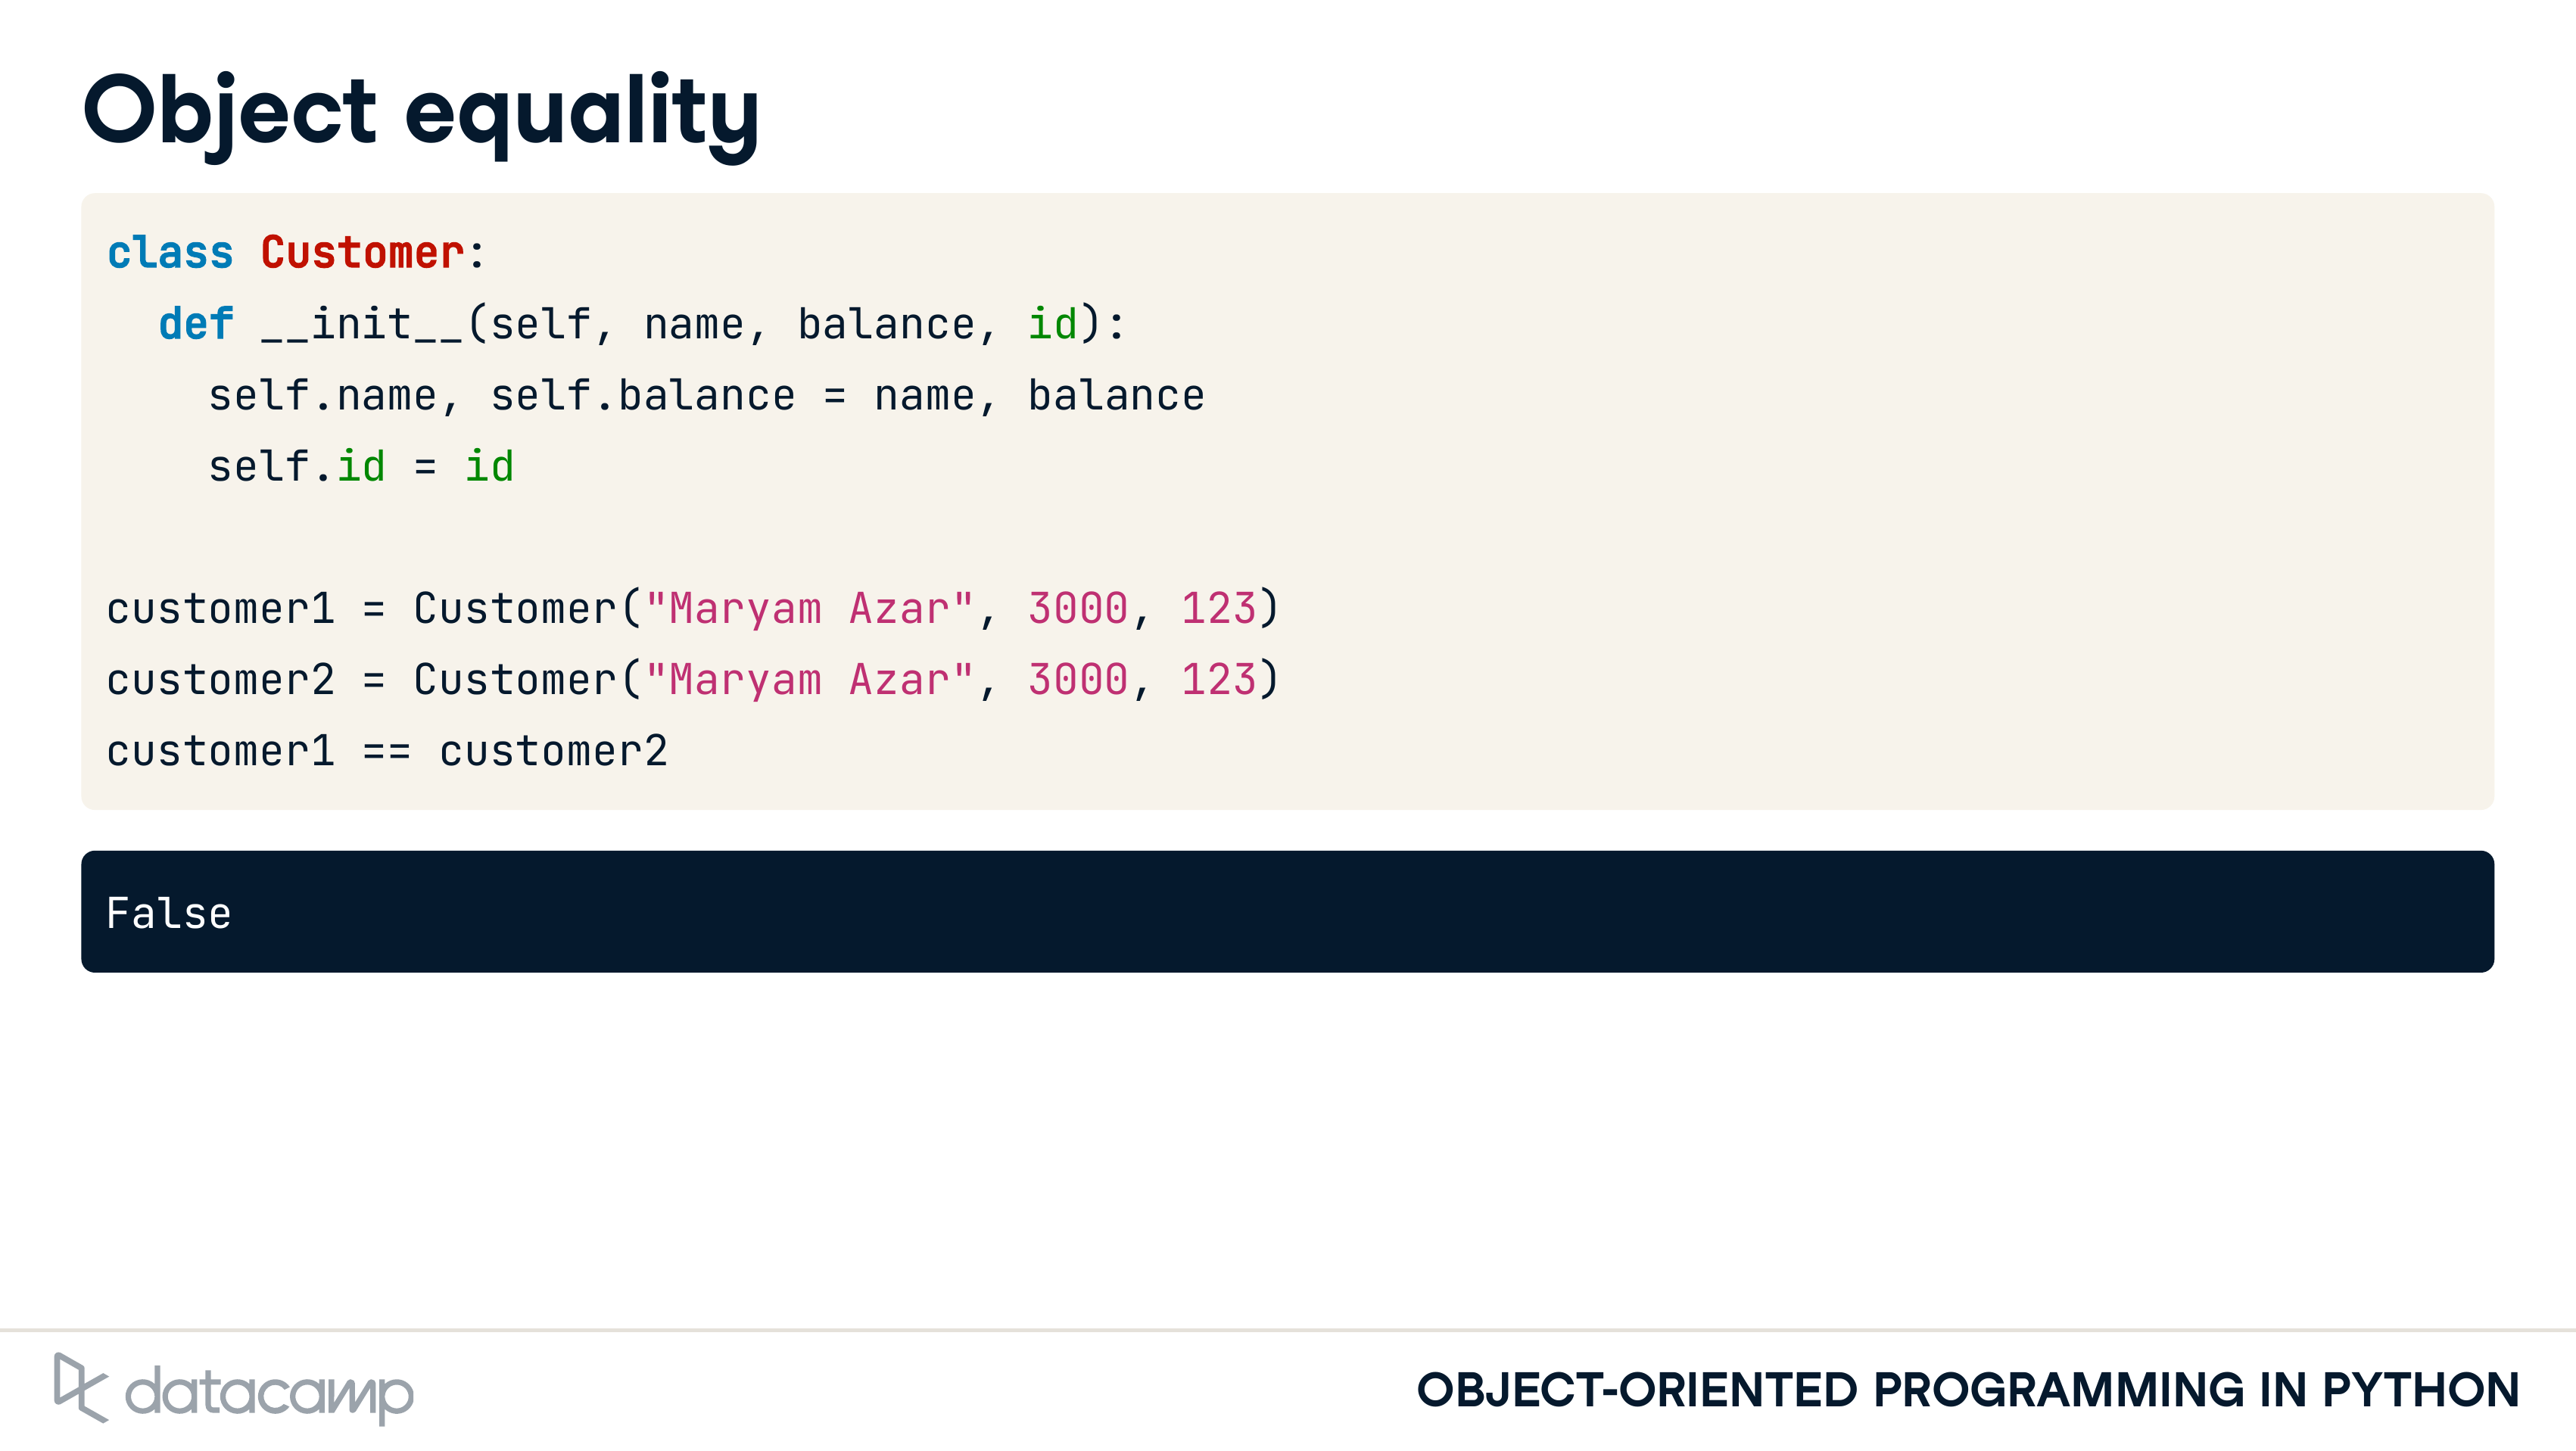 Object equality
class Customer:
  def __init__(self, name, balance, id):
    self.name, self.balance = name, balance
    self.id = id

customer1 = Customer("Maryam Azar", 3000, 123)
customer2 = Customer("Maryam Azar", 3000, 123)
customer1 == customer2
False
datacamp
OBJECT-ORIENTED PROGRAMMING IN PYTHON